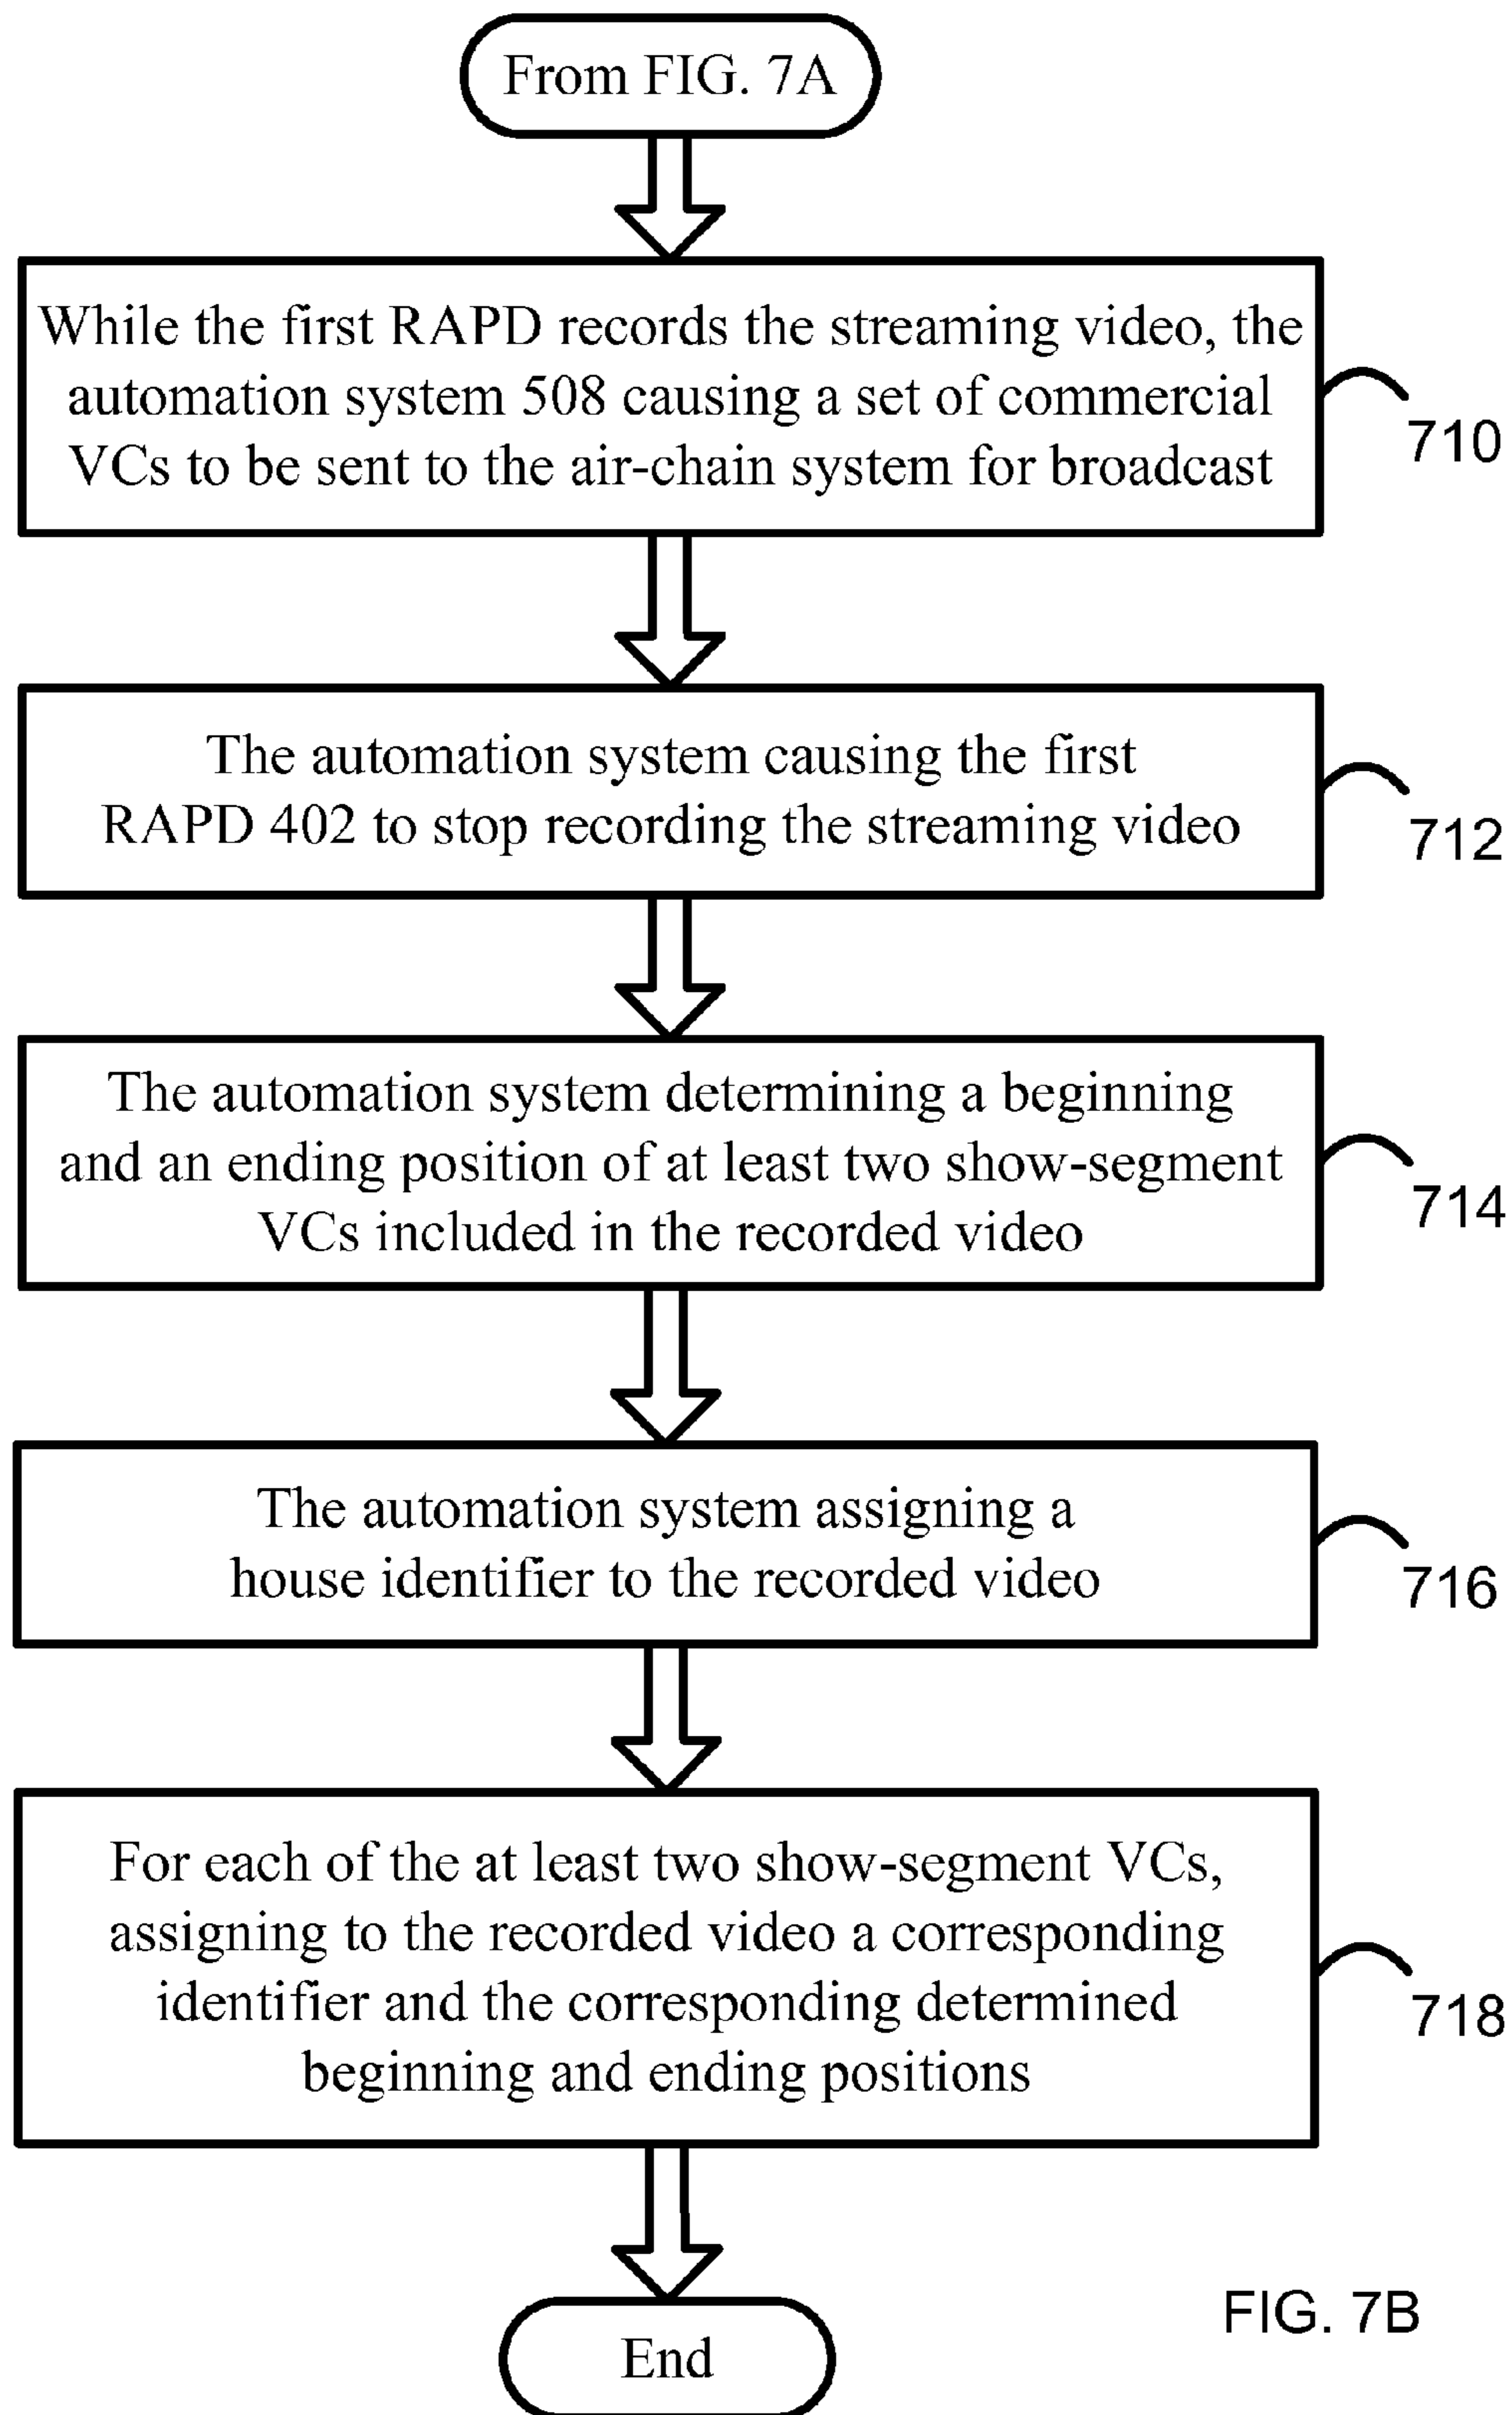 From FIG. 7A
While the first RAPD records the streaming video, the
automation system 508 causing a set of commercial
VCs to be sent to the air-chain system for broadcast
710
The automation system causing the first
RAPD 402 to stop recording the streaming video
712
The automation system determining a beginning
and an ending position of at least two show-segment
VCs included in the recorded video
714
The automation system assigning a
house identifier to the recorded video
716
For each of the at least two show-segment VCs,
assigning to the recorded video a corresponding
identifier and the corresponding determined
beginning and ending positions
718
End
FIG. 7B